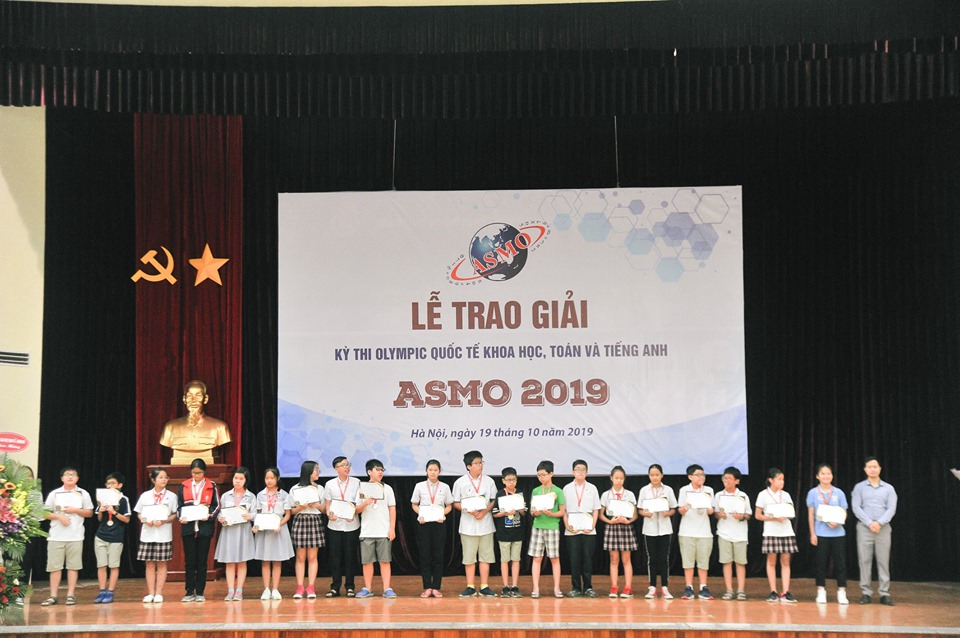 ASMO
LỄ TRAO GIẢI
KỲ THI OLYMPIC QUỐC TẾ KHOA HỌC, TOÁN VÀ TIẾNG ANH
ASMO 2019
Hà Nội, ngày 19 tháng 10 năm 2019